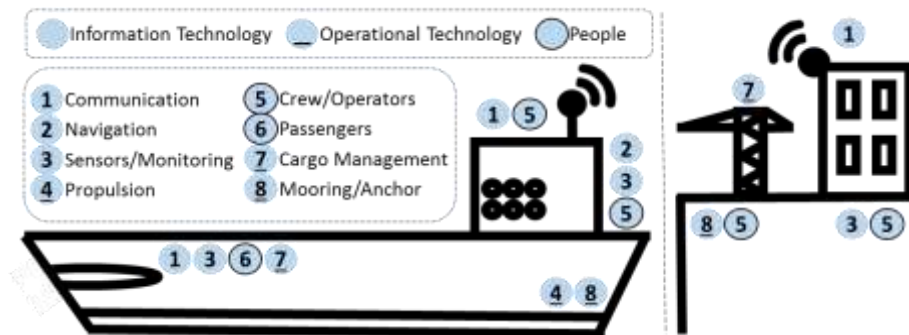 Information Technology Operational Technology People
1 Communication 5 Crew/Operators
2 Navigation 6 Passengers
3 Sensors/Monitoring 7 Cargo Management
4 Propulsion 8 Mooring/Anchor
1 5
2
3
5
1 3 6 7
4 8
1
7
8 5
3 5